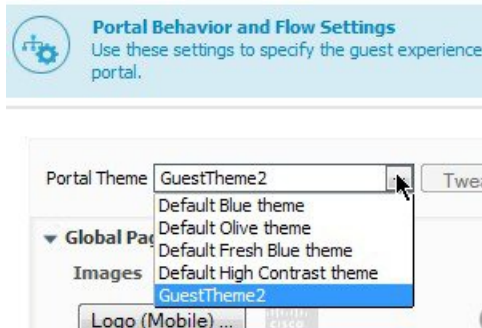 Portal Behavior and Flow Settings
Use these settings to specify the guest experience
portal.
Portal Theme GuestTheme2
Default Blue theme
Default Olive theme
Default Fresh Blue theme
Default High Contrast theme
GuestTheme2
Global
Images
Logo (Mobile) ...
cisco